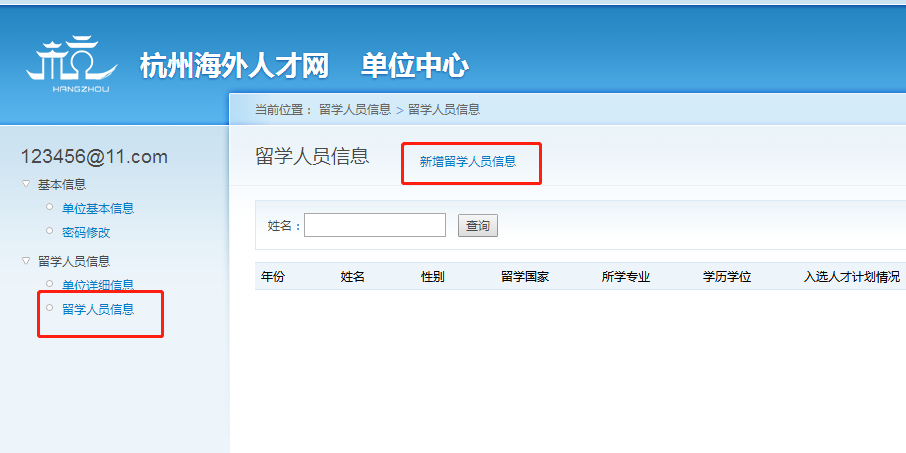 HANGZHOU
杭州海外人才网 单位中心
当前位置： 留学人员信息 > 留学人员信息
123456@11.com
基本信息
单位基本信息
密码修改
留学人员信息
单位详细信息
留学人员信息
留学人员信息 新增留学人员信息
姓名： 查询
年份 姓名 性别 留学国家 所学专业 学历学位 入选人才计划情况